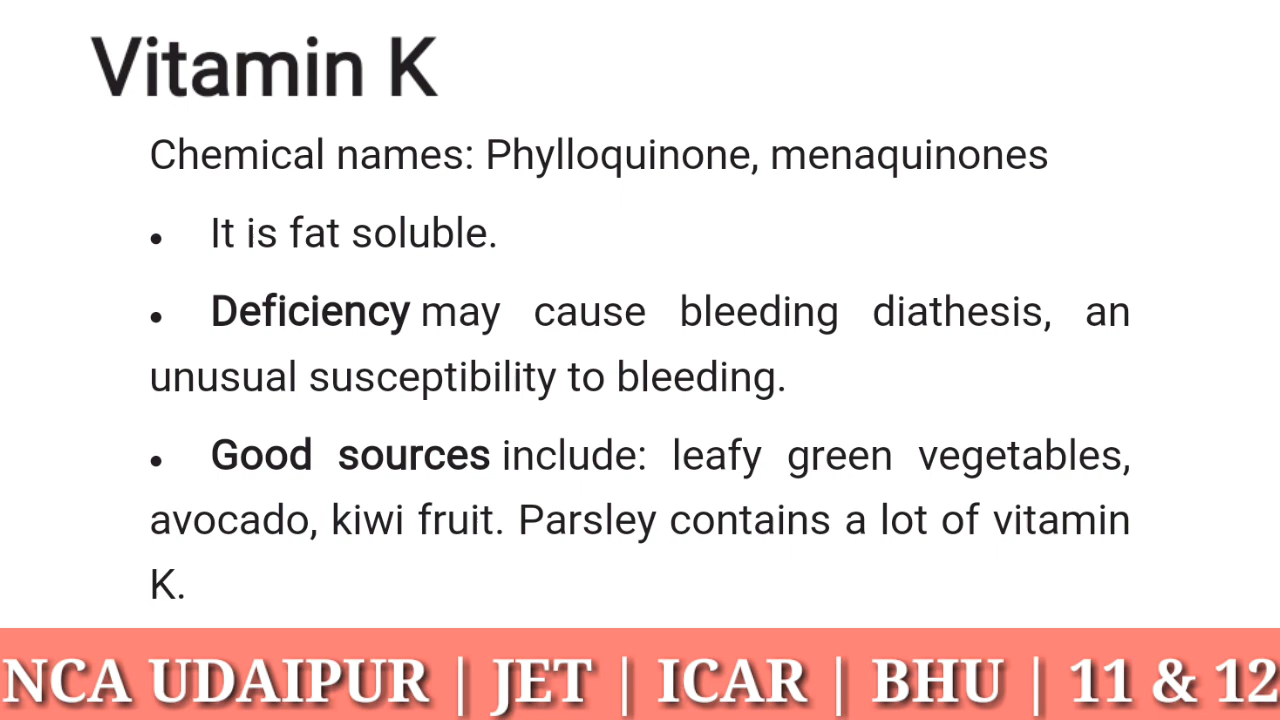 Vitamin K
Chemical names: Phylloquinone, menaquinones
• It is fat soluble.
• Deficiency may cause bleeding diathesis, an
unusual susceptibility to bleeding.
• Good sources include: leafy green vegetables,
avocado, kiwi fruit. Parsley contains a lot of vitamin
K.
NCA UDAIPUR | JET | ICAR | BHU | 11 & 12